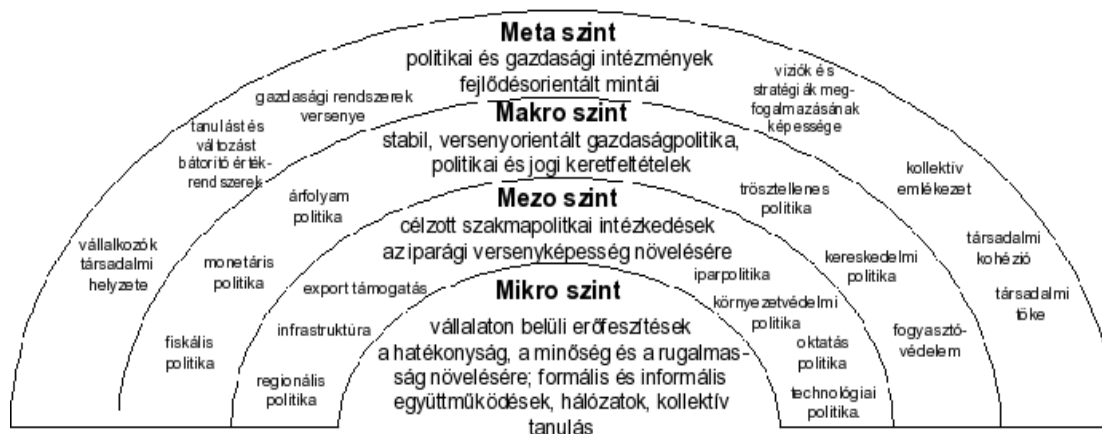 Meta szint
politikai és gazdasági intézmények
fejlődésorientált mintái
gazdasági rendszerek
versenye
tanulást és
változást
bátorító érték-
rendszerek
vállalkozók
társadalmi
helyzete
víziók és
stratégiák meg-
fogalmazásának
képessége
kollektív
emlékezet
társadalmi
kohézió
társadalmi
tőke
Makro szint
stabil, versenyorientált gazdaságpolitika,
politikai és jogi keretfeltételek
árfolyam
politika
monetáris
politika
fiskális
politika
trösztellenes
politika
kereskedelmi
politika
fogyasztó-
védelem
Mezo szint
célzott szakmapolitkai intézkedések
az iparági versenyképesség növelésére
export támogatás
infrastruktúra
regionális
politika
iparpolitika
környezetvédelmi
politika
oktatás
politika
technológiai
politika.
Mikro szint
vállalaton belüli erőfeszítések
a hatékonyság, a minőség és a rugalmas-
ság növelésére; formális és informális
együttműködések, hálózatok, kollektív
tanulás